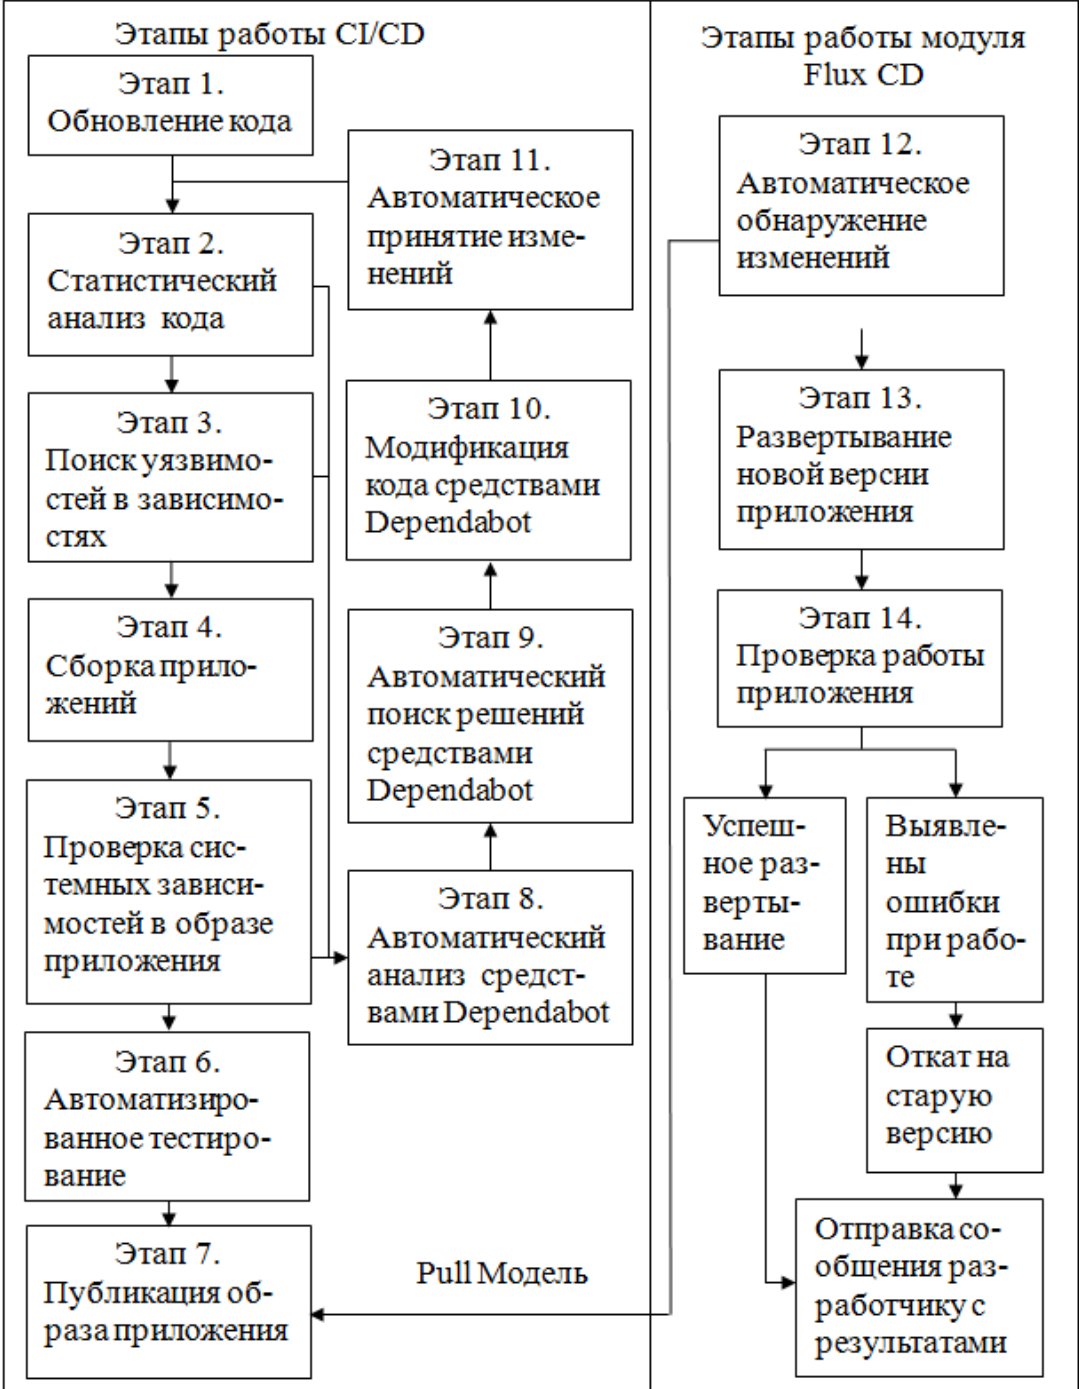 Этапы работы CI/CD
Этап 1.
Обновление кода
Этап 2.
Статистический
анализ кода
Этап 3.
Поиск уязвимо-
стей в зависимо-
стях
Этап 4.
Сборка прило-
жений
Этап 5.
Проверка сис-
темных зависи-
мостей в образе
приложения
Этап 6.
Автоматизиро-
ванное тестиро-
вание
Этап 7.
Публикация об-
раза приложения
Этап 11.
Автоматическое
принятие изме-
нений
Этап 10.
Модификация
кода средствами
Dependabot
Этап 9.
Автоматический
поиск решений
средствами
Dependabot
Этап 8.
Автоматический
анализ средст-
вами Dependabot
Pull Модель
Этапы работы модуля
Flux CD
Этап 12.
Автоматическое
обнаружение
изменений
Этап 13.
Развертывание
новой версии
приложения
Этап 14.
Проверка работы
приложения
Успеш-
ное раз-
верты-
вание
Выявле-
ны
ошибки
при рабо-
те
Откат на
старую
версию
Отправка со-
общения раз-
работчику с
результатами